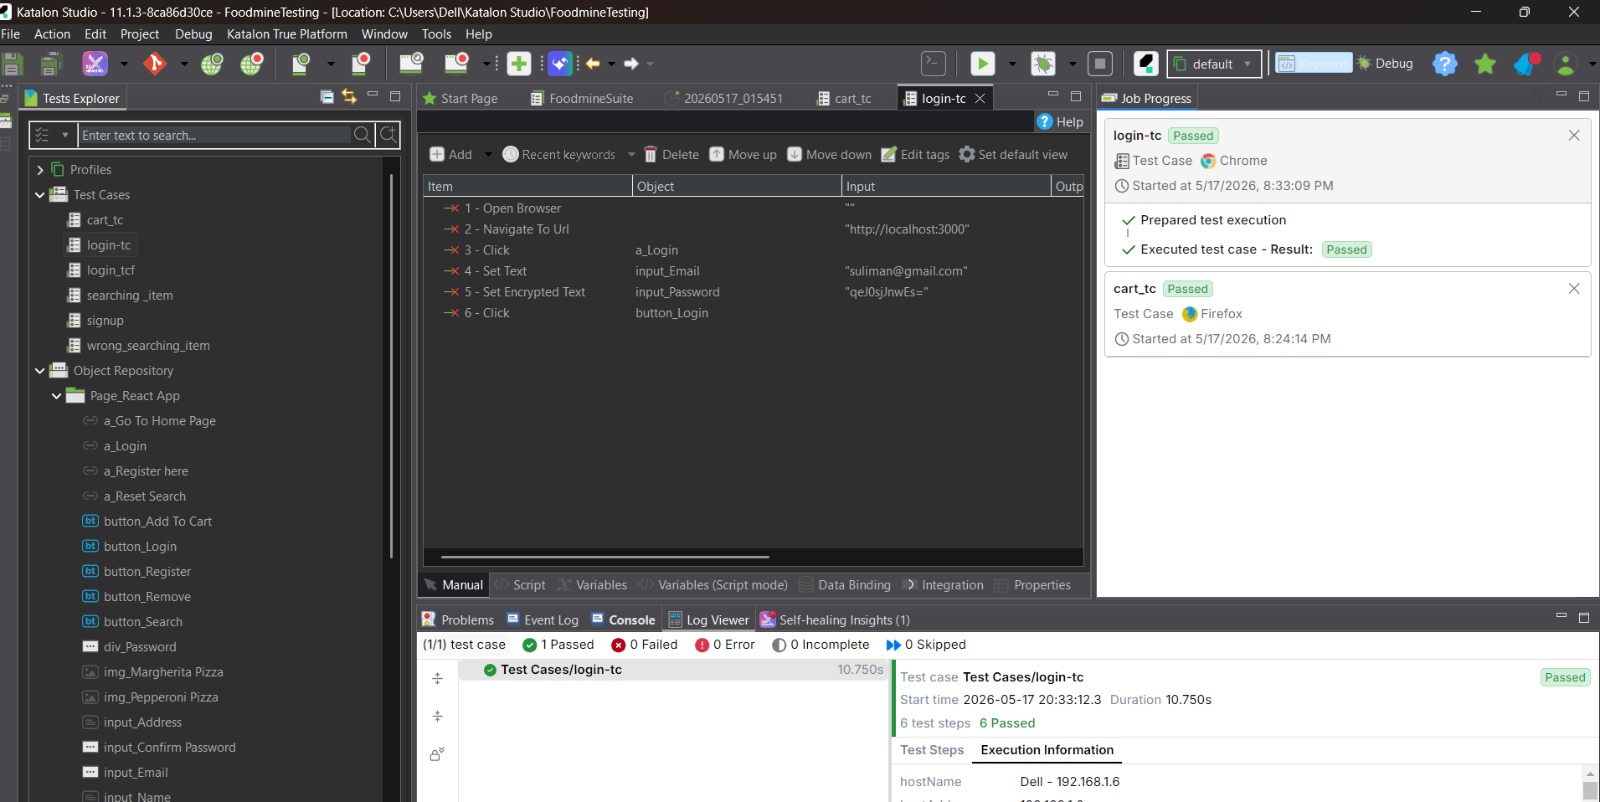 Katalon Studio - 11.1.3-8ca86d30ce - FoodmineTesting - [Location: C:\Users\Dell\Katalon Studio\FoodmineTesting]
File Action Edit Project Debug Katalon True Platform Window Tools Help
default
Keyword
Debug
Tests Explorer
Enter text to search...
Profiles
Test Cases
cart_tc
login-tc
login_tcf
searching _item
signup
wrong_searching_item
Object Repository
Page_React App
a_Go To Home Page
a_Login
a_Register here
a_Reset Search
bt button_Add To Cart
bt button_Login
bt button_Register
bt button_Remove
bt button_Search
div_Password
img_Margherita Pizza
img_Pepperoni Pizza
input_Address
input_Confirm Password
input_Email
input_Name
Start Page FoodmineSuite 20260517_015451 cart_tc login-tc
Help
Add Recent keywords Delete Move up Move down Edit tags Set default view
Item Object Input Outp
1 - Open Browser ""
2 - Navigate To Url "http://localhost:3000"
3 - Click a_Login
4 - Set Text input_Email "suliman@gmail.com"
5 - Set Encrypted Text input_Password "qeJ0sjJnwEs="
6 - Click button_Login
Manual Script Variables Variables (Script mode) Data Binding Integration Properties
Job Progress
login-tc Passed
Test Case Chrome
Started at 5/17/2026, 8:33:09 PM
Prepared test execution
Executed test case - Result: Passed
cart_tc Passed
Test Case Firefox
Started at 5/17/2026, 8:24:14 PM
Problems Event Log Console Log Viewer Self-healing Insights (1)
(1/1) test case 1 Passed 0 Failed 0 Error 0 Incomplete 0 Skipped
Test Cases/login-tc 10.750s
Test case Test Cases/login-tc Passed
Start time 2026-05-17 20:33:12.3 Duration 10.750s
6 test steps 6 Passed
Test Steps Execution Information
hostName Dell - 192.168.1.6